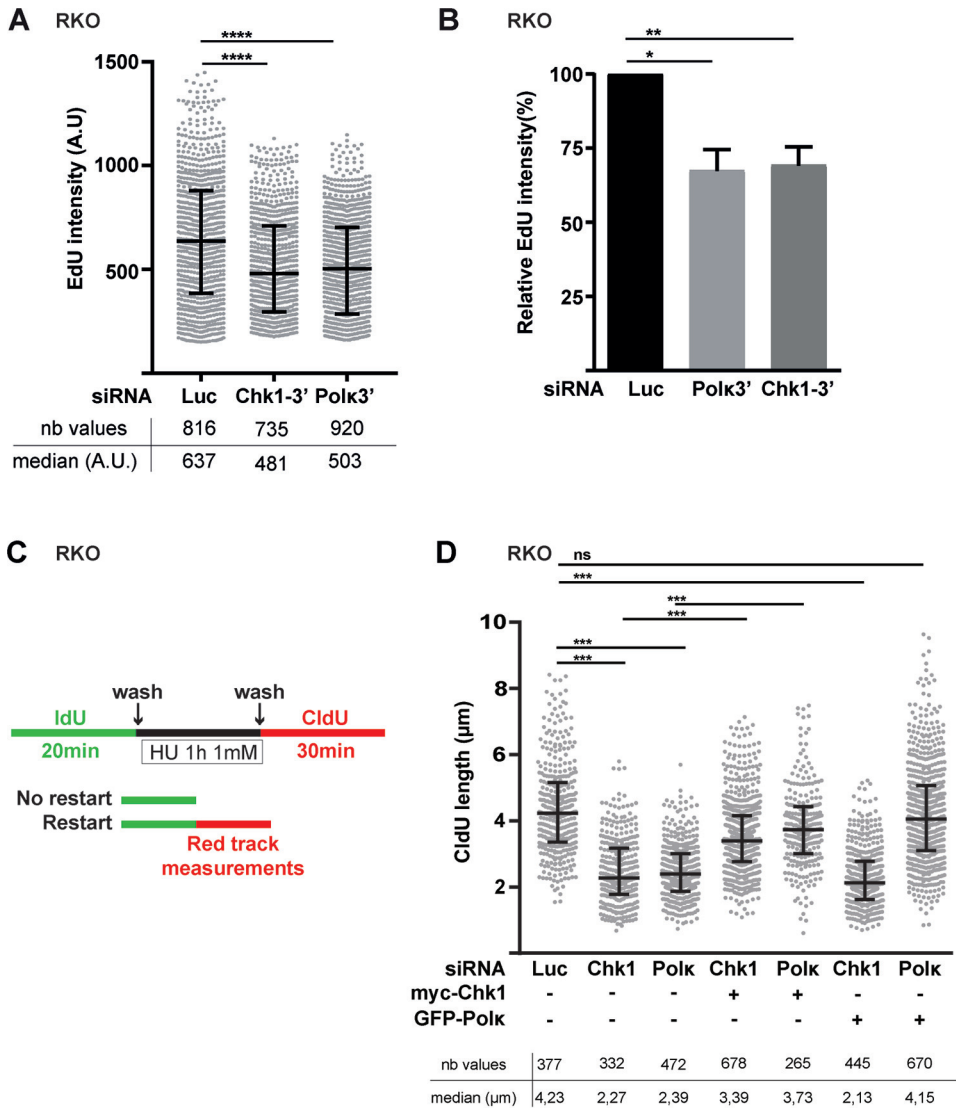 A RKO
****
****
1500
1000
500
EdU intensity (A.U)
siRNA Luc Chk1-3’ Polκ3’
nb values 816 735 920
median (A.U.) 637 481 503
B RKO
**
*
100
75
50
25
Relative EdU intensity(%)
siRNA Luc Polκ3’ Chk1-3’
C RKO
wash wash
IdU CldU
20min HU 1h 1mM 30min
No restart
Restart
Red track
measurements
D RKO
ns
***
***
***
***
***
10
8
6
4
2
CldU length (µm)
siRNA Luc Chk1 Polκ Chk1 Polκ Chk1 Polκ
myc-Chk1 - - - + + - -
GFP-Polκ - - - - - + +
nb values 377 332 472 678 265 445 670
median (µm) 4,23 2,27 2,39 3,39 3,73 2,13 4,15